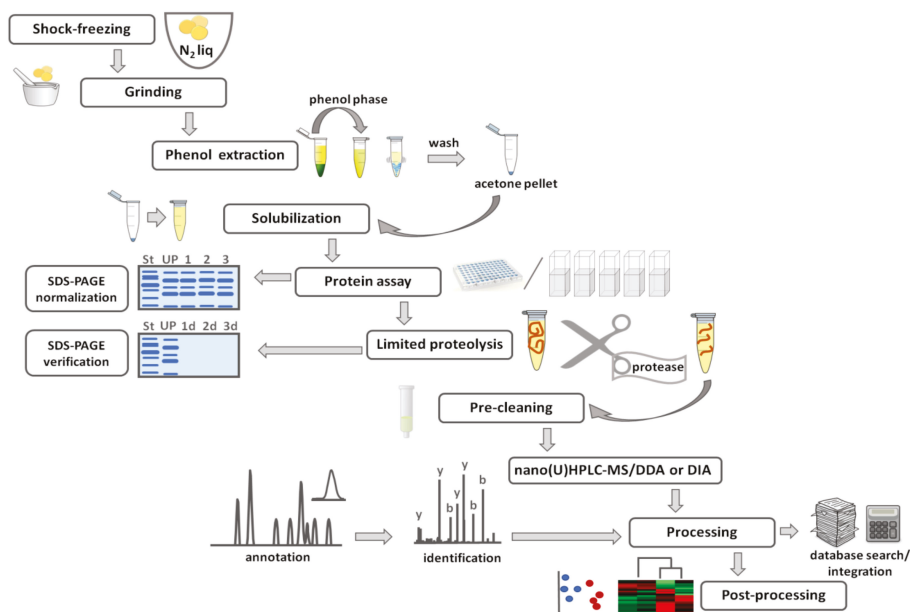 Shock-freezing
N2 liq
Grinding
phenol phase
Phenol extraction
wash
acetone pellet
Solubilization
St UP 1 2 3
SDS-PAGE
normalization
Protein assay
St UP 1d 2d 3d
SDS-PAGE
verification
Limited proteolysis
protease
Pre-cleaning
nano(U)HPLC-MS/DDA or DIA
y
y
y
b
b
b
annotation
identification
Processing
database search/
integration
Post-processing